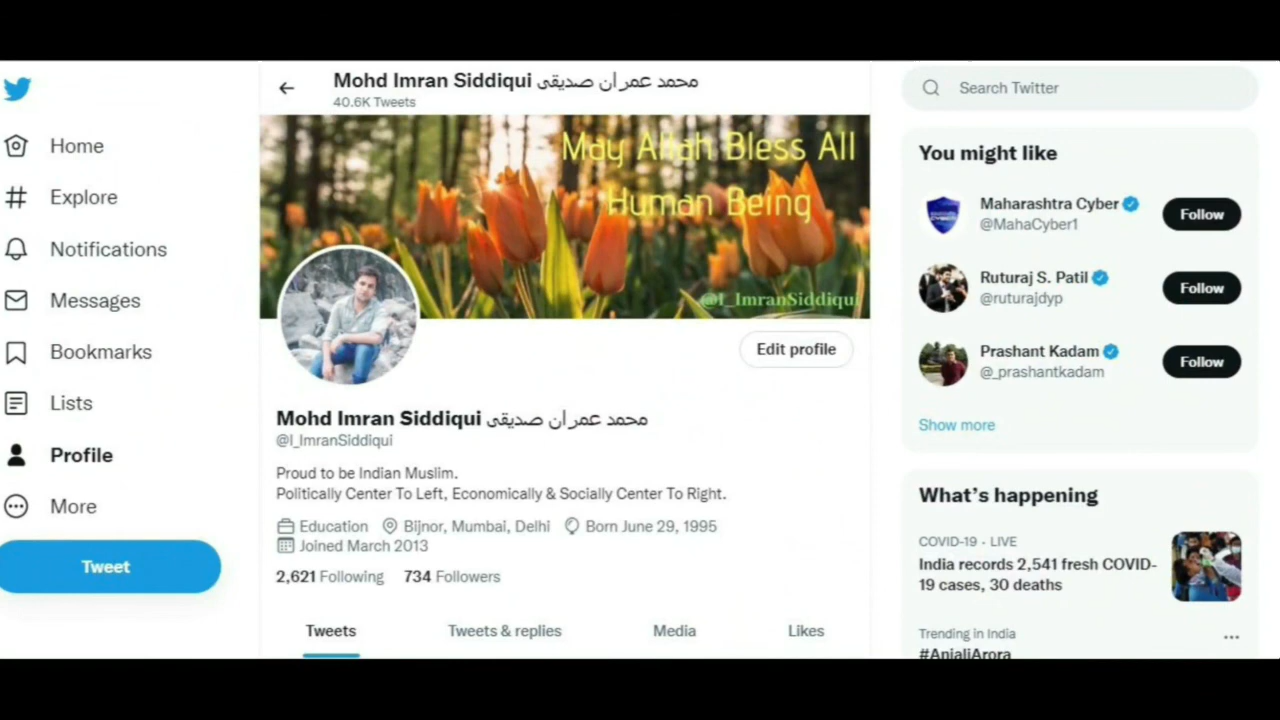 Mohd Imran Siddiqui محمد عمران صدیقی
40.6K Tweets
Home
Explore
Notifications
Messages
Bookmarks
Lists
Profile
More
Tweet
May Allah Bless All
Human Being
@I_ImranSiddiqui
Edit profile
Mohd Imran Siddiqui محمد عمران صدیقی
@I_ImranSiddiqui
Proud to be Indian Muslim.
Politically Center To Left, Economically & Socially Center To Right.
Education Bijnor, Mumbai, Delhi Born June 29, 1995
Joined March 2013
2,621 Following 734 Followers
Tweets Tweets & replies Media Likes
Search Twitter
You might like
Maharashtra Cyber
@MahaCyber1
Follow
Ruturaj S. Patil
@ruturajdyp
Follow
Prashant Kadam
@_prashantkadam
Follow
Show more
What's happening
COVID-19 · LIVE
India records 2,541 fresh COVID-
19 cases, 30 deaths
Trending in India
#AnjaliArora